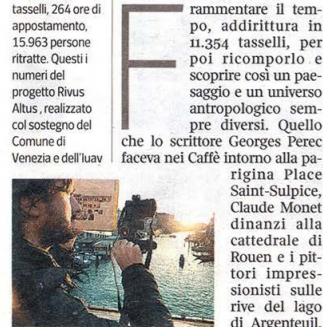 tasselli, 264 ore di
appostamento,
15.963 persone
ritratte. Questi i
numeri del
progetto Rivus
Altus , realizzato
col sostegno del
Comune di
Venezia e dell'Iuav
F
rammentare il tem-
po, addirittura in
11.354 tasselli, per
poi ricomporlo e
scoprire così un pae-
saggio e un universo
antropologico sem-
pre diversi. Quello
che lo scrittore Georges Perec
faceva nei Caffè intorno alla pa-
rigina Place
Saint-Sulpice,
Claude Monet
dinanzi alla
cattedrale di
Rouen e i pit-
tori impres-
sionisti sulle
rive del lago
di Argenteuil,